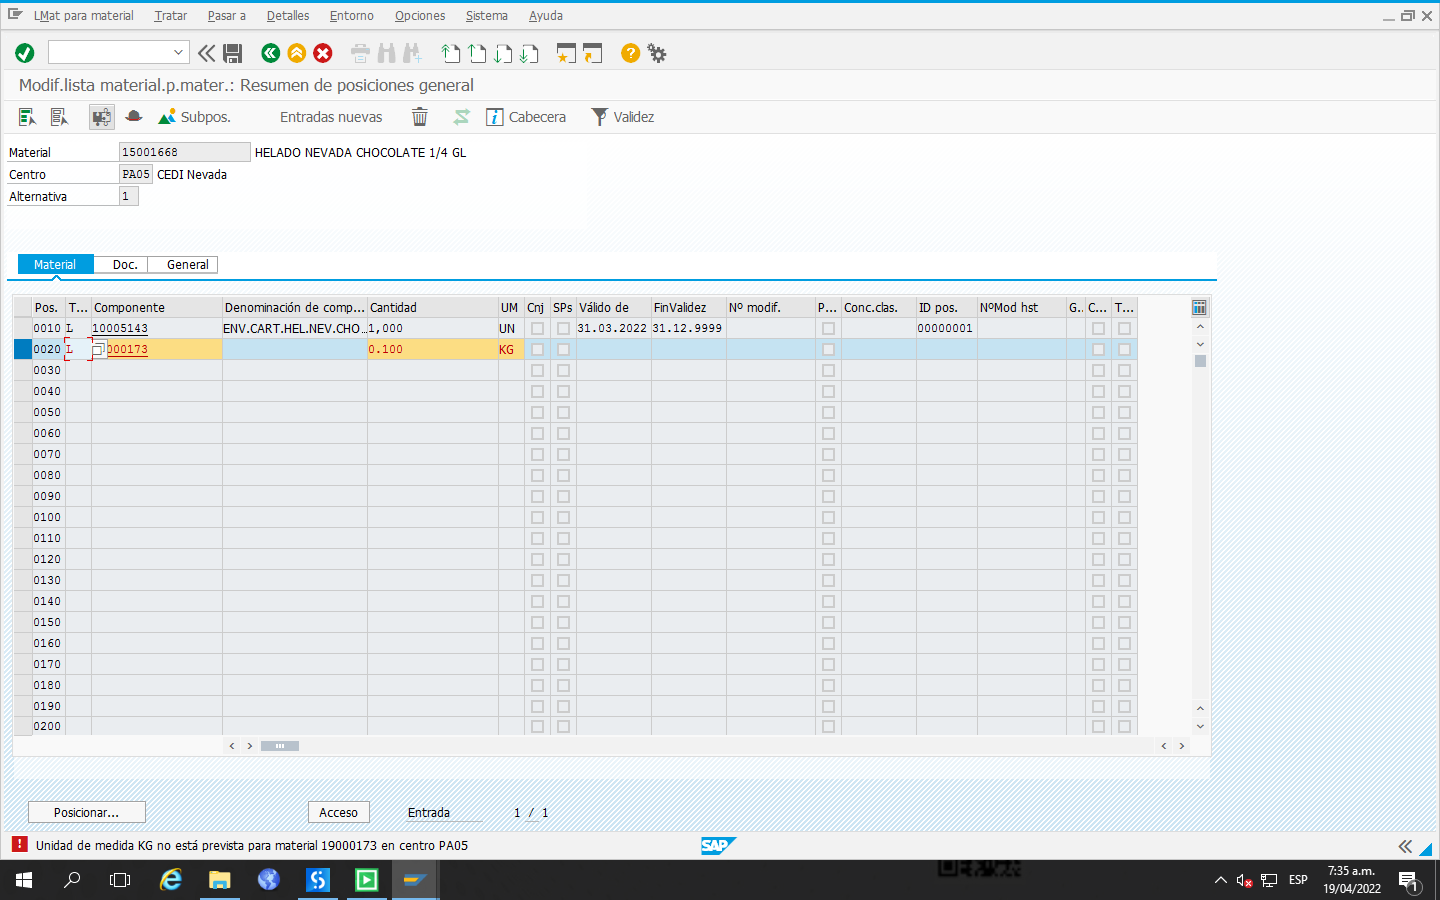 LMat para material Tratar Pasar a Detalles Entorno Opciones Sistema Ayuda
Modif.lista material.p.mater.: Resumen de posiciones general
Subpos. Entradas nuevas Cabecera Validez
Material 15001668 HELADO NEVADA CHOCOLATE 1/4 GL
Centro PA05 CEDI Nevada
Alternativa 1
Material Doc. General
Pos. T... Componente Denominación de comp... Cantidad UM Cnj SPs Válido de FinValidez Nº modif. P... Conc.clas. ID pos. NºMod hst G.. C... T...
0010 L 10005143 ENV.CART.HEL.NEV.CHO... 1,000 UN 31.03.2022 31.12.9999 00000001
0020 L 000173 0.100 KG
0030
0040
0050
0060
0070
0080
0090
0100
0110
0120
0130
0140
0150
0160
0170
0180
0190
0200
Posicionar... Acceso Entrada 1 / 1
Unidad de medida KG no está prevista para material 19000173 en centro PA05
SAP
ESP 7:35 a.m.
19/04/2022
1